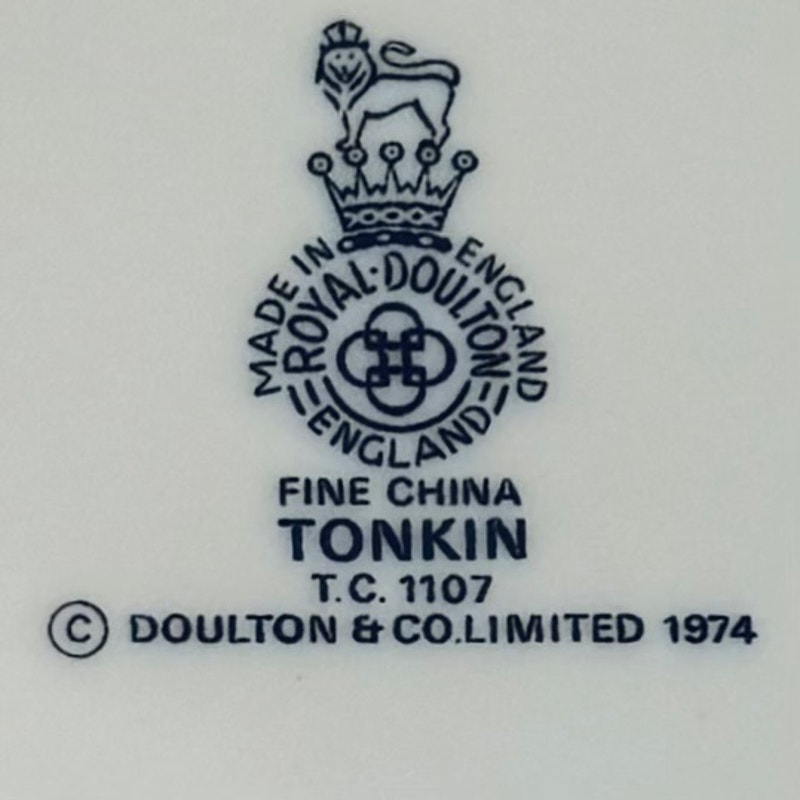 MADE IN ENGLAND
ROYAL·DOULTON
ENGLAND
FINE CHINA
TONKIN
T.C. 1107
© DOULTON & CO.LIMITED 1974